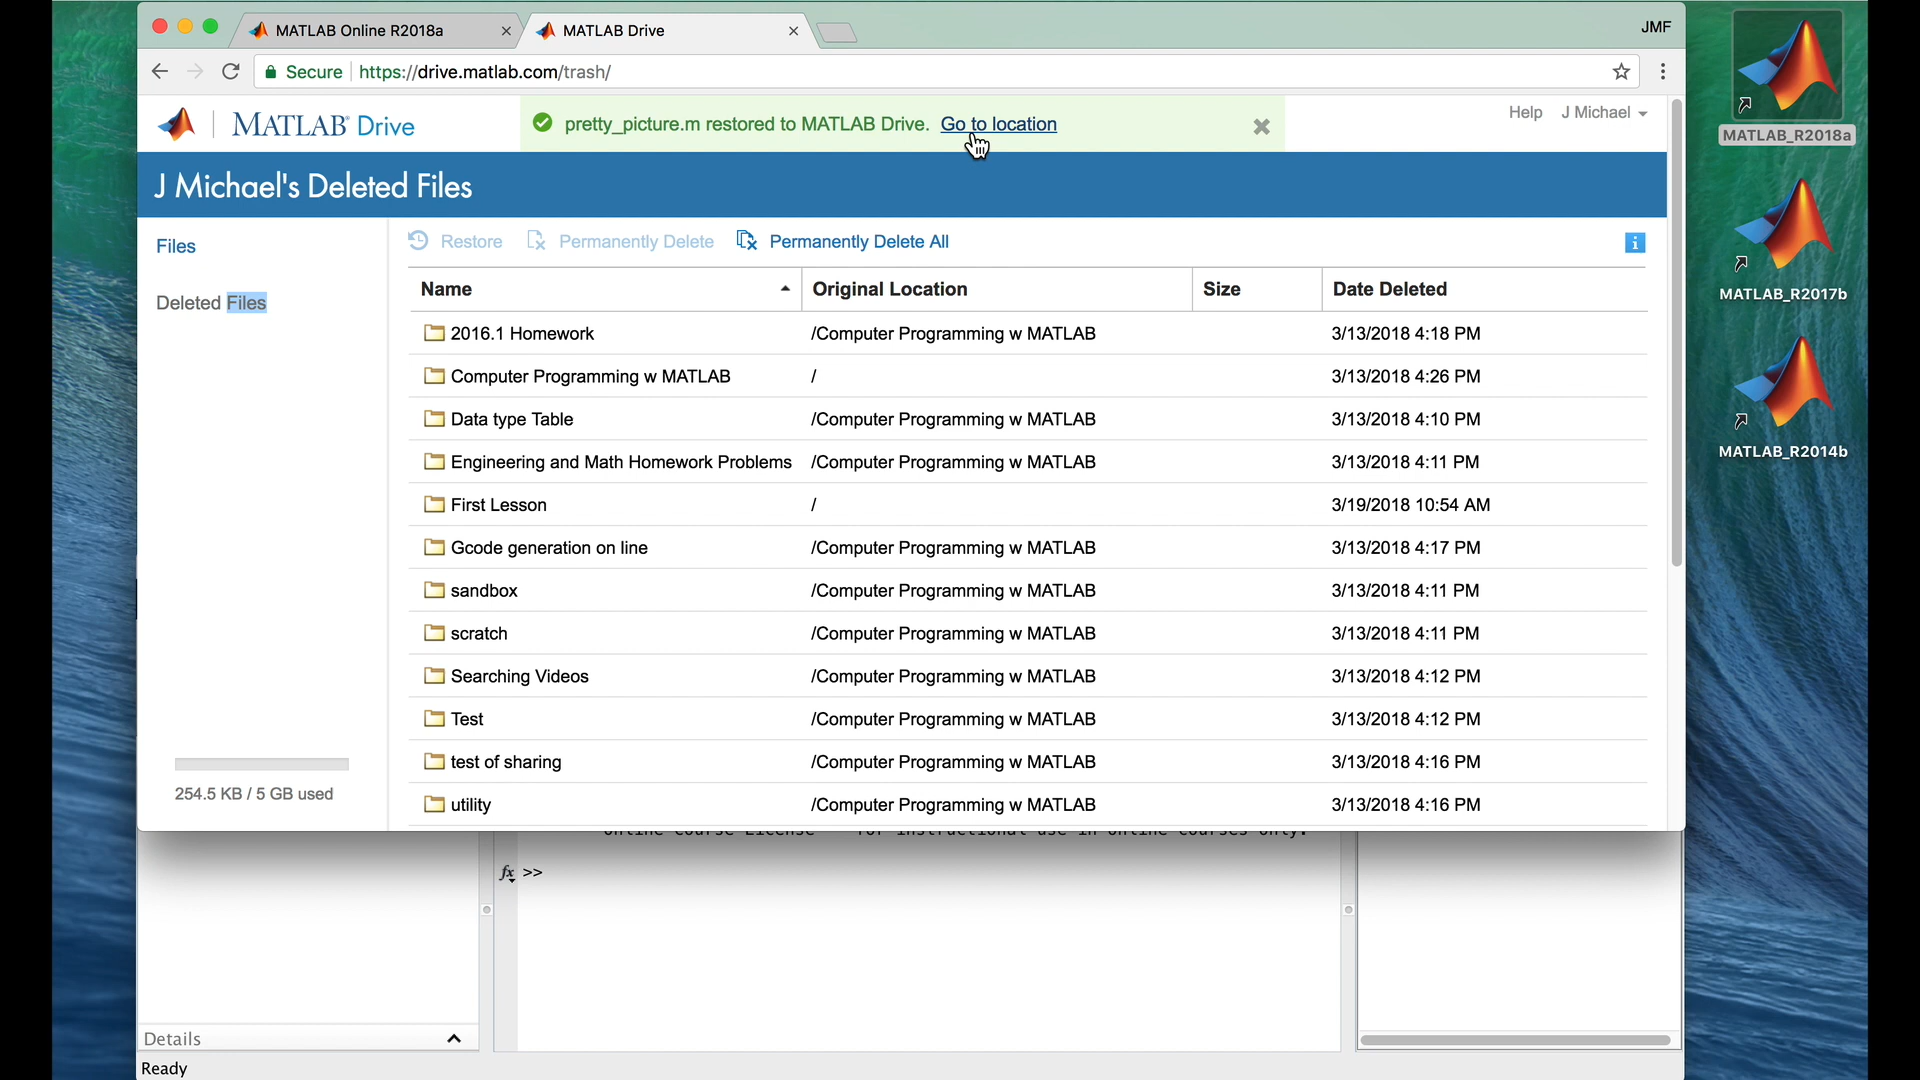 MATLAB Online R2018a
MATLAB Drive
JMF
Secure https://drive.matlab.com/trash/
MATLAB® Drive
pretty_picture.m restored to MATLAB Drive. Go to location
Help J Michael
J Michael's Deleted Files
Files
Deleted Files
Restore Permanently Delete Permanently Delete All
Name Original Location Size Date Deleted
2016.1 Homework /Computer Programming w MATLAB 3/13/2018 4:18 PM
Computer Programming w MATLAB / 3/13/2018 4:26 PM
Data type Table /Computer Programming w MATLAB 3/13/2018 4:10 PM
Engineering and Math Homework Problems /Computer Programming w MATLAB 3/13/2018 4:11 PM
First Lesson / 3/19/2018 10:54 AM
Gcode generation on line /Computer Programming w MATLAB 3/13/2018 4:17 PM
sandbox /Computer Programming w MATLAB 3/13/2018 4:11 PM
scratch /Computer Programming w MATLAB 3/13/2018 4:11 PM
Searching Videos /Computer Programming w MATLAB 3/13/2018 4:12 PM
Test /Computer Programming w MATLAB 3/13/2018 4:12 PM
test of sharing /Computer Programming w MATLAB 3/13/2018 4:16 PM
utility /Computer Programming w MATLAB 3/13/2018 4:16 PM
254.5 KB / 5 GB used
fx >>
Details
Ready
MATLAB_R2018a
MATLAB_R2017b
MATLAB_R2014b